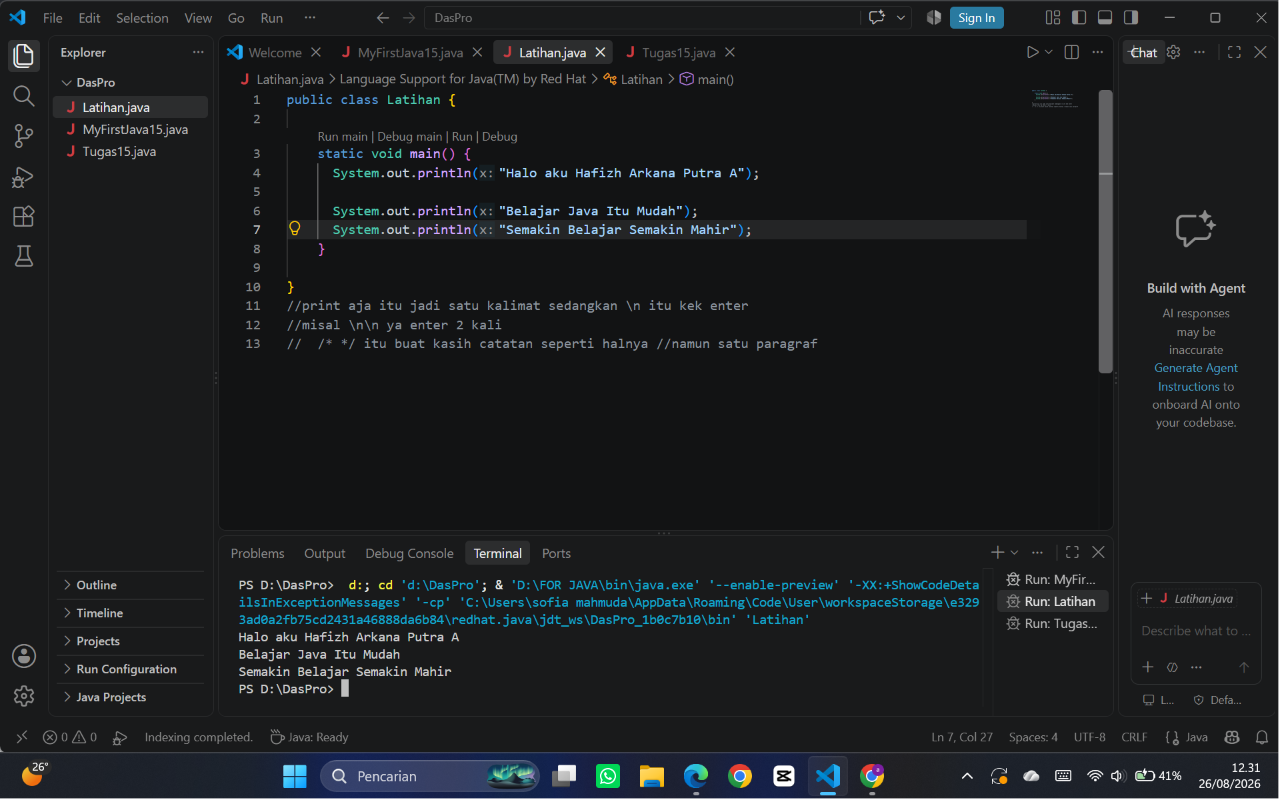 File Edit Selection View Go Run ··· DasPro Sign In
Explorer ···
DasPro
Latihan.java
MyFirstJava15.java
Tugas15.java
Outline
Timeline
Projects
Run Configuration
Java Projects
Welcome MyFirstJava15.java Latihan.java Tugas15.java
Latihan.java > Language Support for Java(TM) by Red Hat > Latihan > main()
1 public class Latihan {
2
Run main | Debug main | Run | Debug
3 static void main() {
4 System.out.println(x: "Halo aku Hafizh Arkana Putra A");
5
6 System.out.println(x: "Belajar Java Itu Mudah");
7 System.out.println(x: "Semakin Belajar Semakin Mahir");
8 }
9
10 }
11 //print aja itu jadi satu kalimat sedangkan \n itu kek enter
12 //misal \n\n ya enter 2 kali
13 //  /* */ itu buat kasih catatan seperti halnya //namun satu paragraf
Problems Output Debug Console Terminal Ports
PS D:\DasPro>  d:; cd 'd:\DasPro'; & 'D:\FOR JAVA\bin\java.exe' '--enable-preview' '-XX:+ShowCodeDeta
ilsInExceptionMessages' '-cp' 'C:\Users\sofia mahmuda\AppData\Roaming\Code\User\workspaceStorage\e329
3ad0a2fb75cd2431a46888da6b84\redhat.java\jdt_ws\DasPro_1b0c7b10\bin' 'Latihan'
Halo aku Hafizh Arkana Putra A
Belajar Java Itu Mudah
Semakin Belajar Semakin Mahir
PS D:\DasPro>
Run: MyFir...
Run: Latihan
Run: Tugas...
Chat
Build with Agent
AI responses
may be
inaccurate
Generate Agent
Instructions to
onboard AI onto
your codebase.
Latihan.java
Describe what to ...
L... Defa...
0 0 Indexing completed. Java: Ready Ln 7, Col 27 Spaces: 4 UTF-8 CRLF Java
26° Pencarian 41% 12.31
26/08/2026